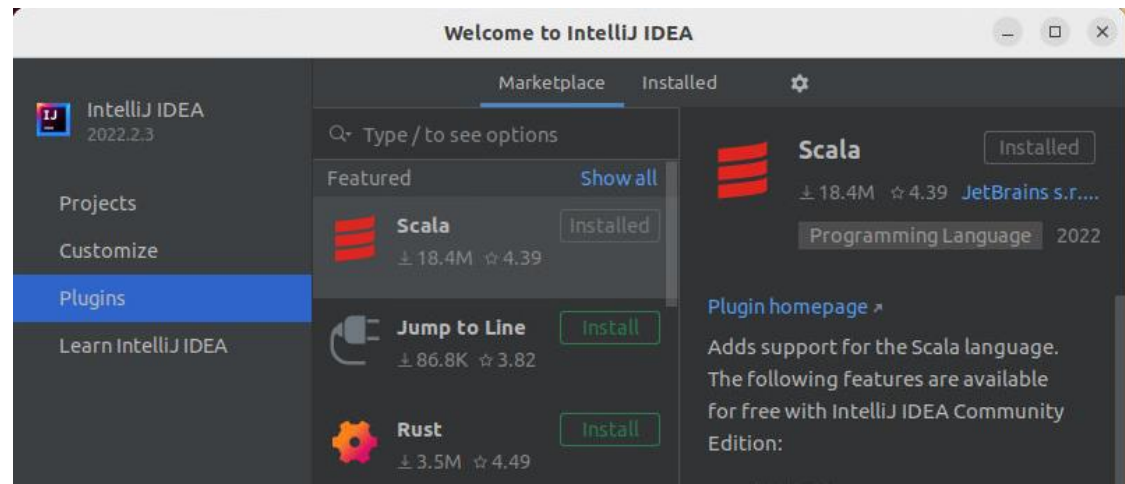 Welcome to IntelliJ IDEA
IJ
IntelliJ IDEA
2022.2.3
Projects
Customize
Plugins
Learn IntelliJ IDEA
Marketplace Installed
Type / to see options
Featured Show all
Scala Installed
18.4M 4.39
Jump to Line Install
86.8K 3.82
Rust Install
3.5M 4.49
Scala Installed
18.4M 4.39 JetBrains s.r....
Programming Language 2022
Plugin homepage ↗
Adds support for the Scala language.
The following features are available
for free with IntelliJ IDEA Community
Edition: